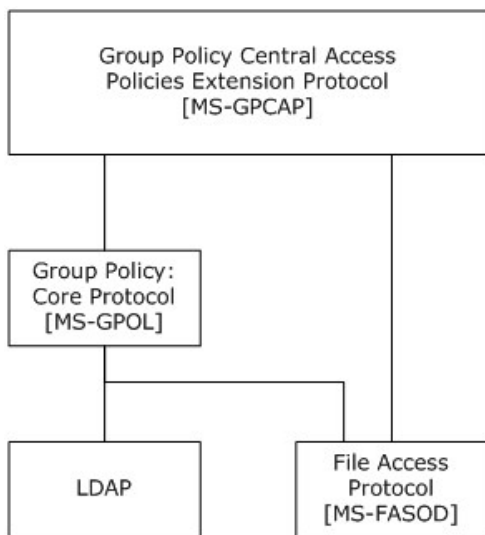 Group Policy Central Access
Policies Extension Protocol
[MS-GPCAP]
Group Policy:
Core Protocol
[MS-GPOL]
LDAP
File Access
Protocol
[MS-FASOD]